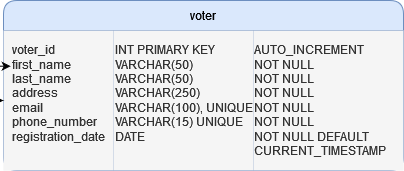 voter
voter_id INT PRIMARY KEY AUTO_INCREMENT
first_name VARCHAR(50) NOT NULL
last_name VARCHAR(50) NOT NULL
address VARCHAR(250) NOT NULL
email VARCHAR(100), UNIQUE NOT NULL
phone_number VARCHAR(15) UNIQUE NOT NULL
registration_date DATE NOT NULL DEFAULT
CURRENT_TIMESTAMP